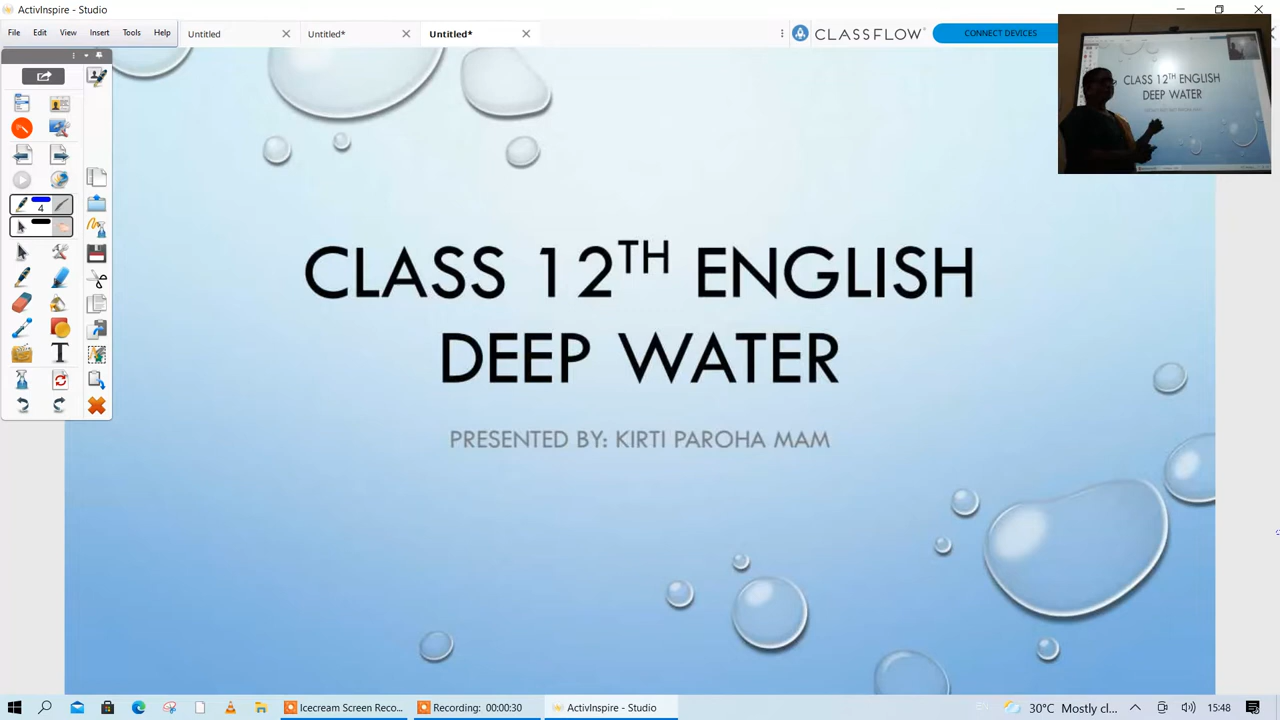 ActivInspire - Studio
File Edit View Insert Tools Help
Untitled
Untitled*
Untitled*
CLASSFLOW
CONNECT DEVICES
CLASS 12TH ENGLISH
DEEP WATER
CLASS 12TH ENGLISH
DEEP WATER
PRESENTED BY: KIRTI PAROHA MAM
4
Icecream Screen Reco...
Recording: 00:00:30
ActivInspire - Studio
30°C Mostly cl...
15:48